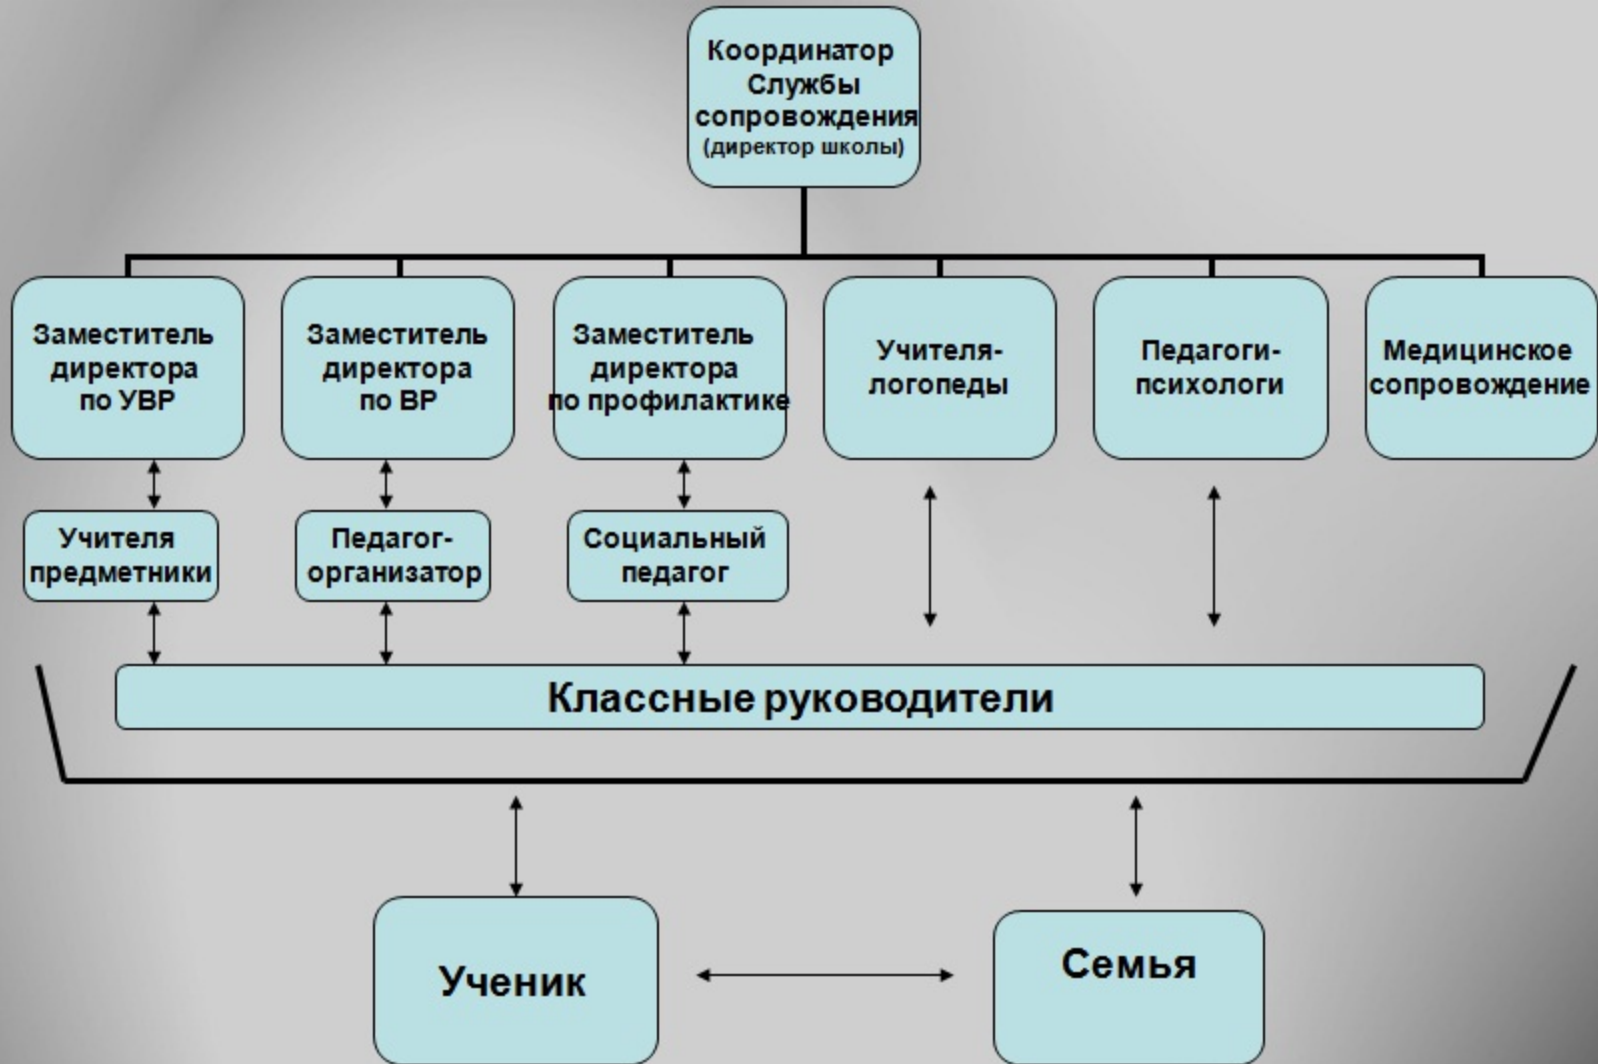 Координатор
Службы
сопровождения
(директор школы)
Заместитель
директора
по УВР
Заместитель
директора
по ВР
Заместитель
директора
по профилактике
Учителя-
логопеды
Педагоги-
психологи
Медицинское
сопровождение
Учителя
предметники
Педагог-
организатор
Социальный
педагог
Классные руководители
Ученик
Семья